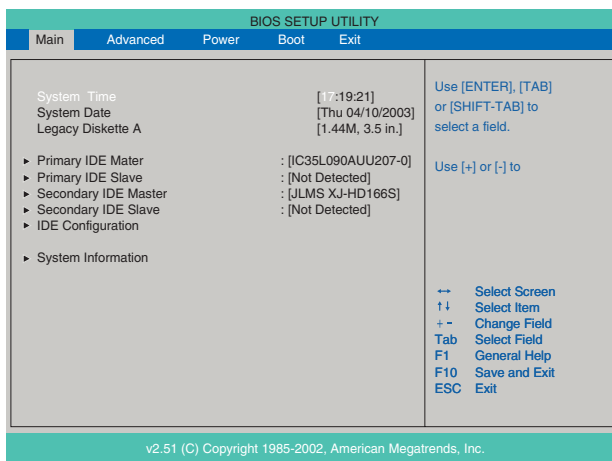 BIOS SETUP UTILITY
Main Advanced Power Boot Exit
System Time [17:19:21]
System Date [Thu 04/10/2003]
Legacy Diskette A [1.44M, 3.5 in.]
▸ Primary IDE Mater : [IC35L090AUU207-0]
▸ Primary IDE Slave : [Not Detected]
▸ Secondary IDE Master : [JLMS XJ-HD166S]
▸ Secondary IDE Slave : [Not Detected]
▸ IDE Configuration
▸ System Information
Use [ENTER], [TAB]
or [SHIFT-TAB] to
select a field.
Use [+] or [-] to
↔ Select Screen
↑↓ Select Item
+ - Change Field
Tab Select Field
F1 General Help
F10 Save and Exit
ESC Exit
v2.51 (C) Copyright 1985-2002, American Megatrends, Inc.